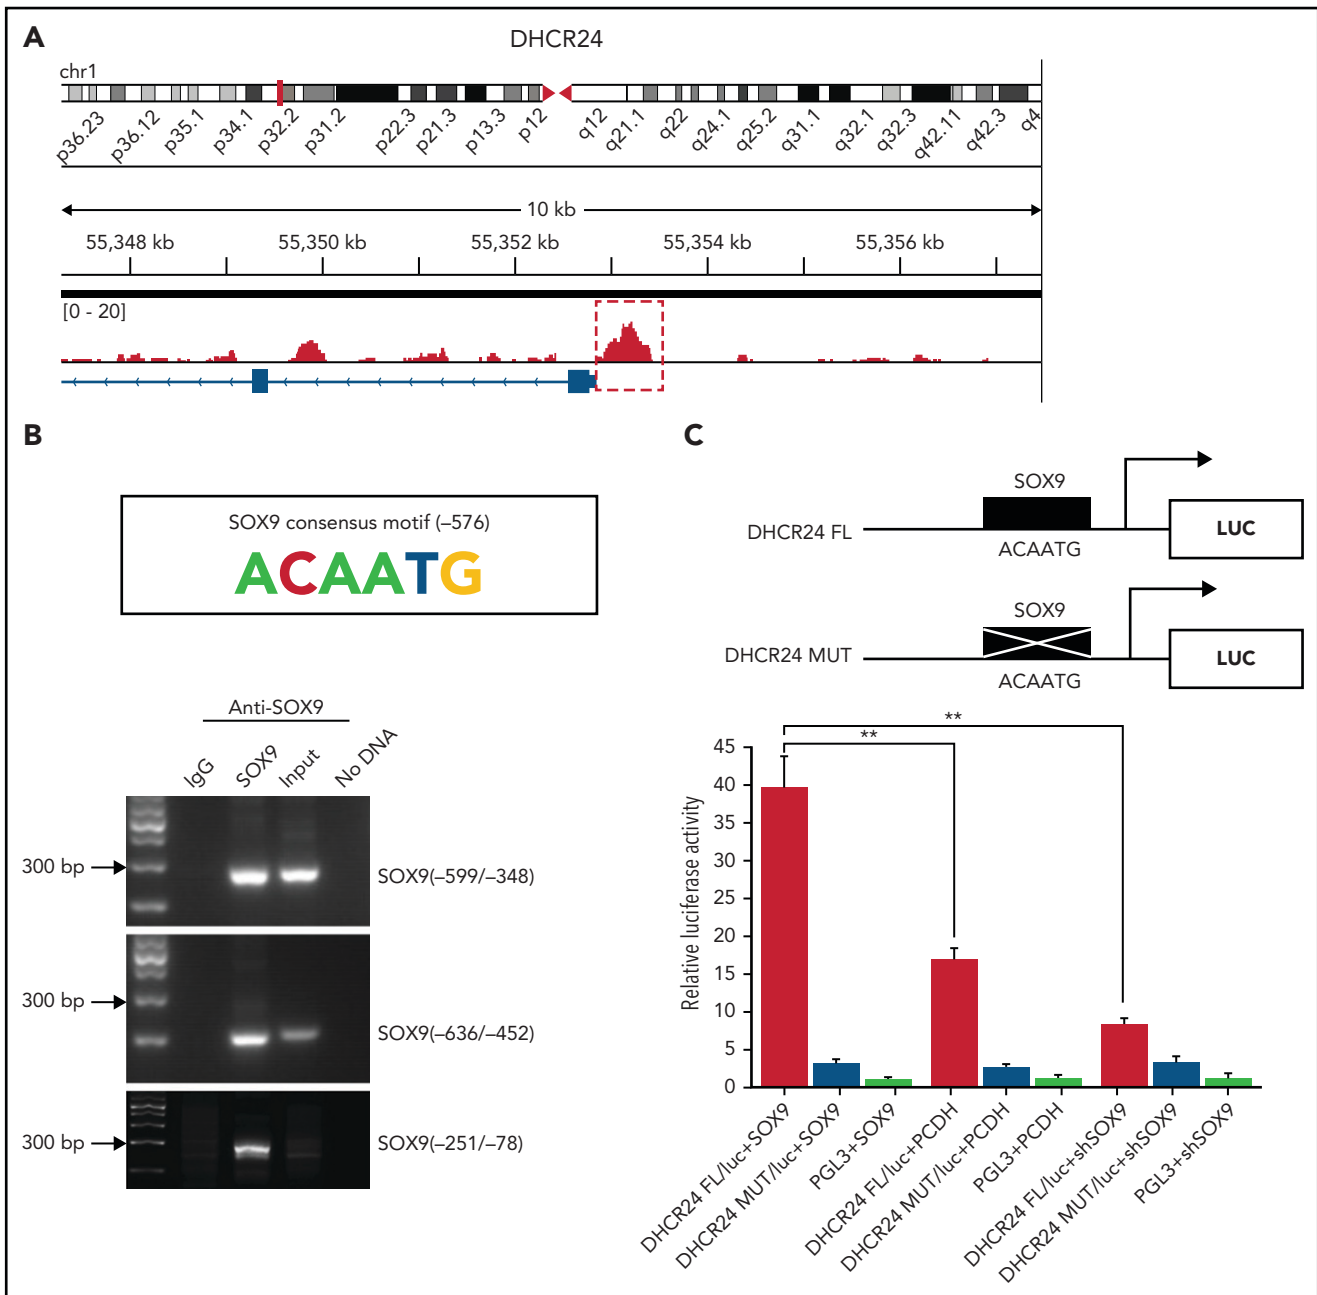 A
DHCR24
chr1
p36.23 p36.12 p35.1 p34.1 p32.2 p31.2 p22.3 p21.3 p13.3 p12 q12 q21.1 q22 q24.1 q25.2 q31.1 q32.1 q32.3 q42.11 q42.3 q4
10 kb
55,348 kb 55,350 kb 55,352 kb 55,354 kb 55,356 kb
[0 - 20]
B
SOX9 consensus motif (–576)
ACAATG
Anti-SOX9
IgG SOX9 Input No DNA
300 bp
SOX9(–599/–348)
300 bp
SOX9(–636/–452)
300 bp
SOX9(–251/–78)
C
SOX9
DHCR24 FL
LUC
ACAATG
SOX9
DHCR24 MUT
LUC
ACAATG
**
**
Relative luciferase activity
45
40
35
30
25
20
15
10
5
0
DHCR24 FL/luc+SOX9
DHCR24 MUT/luc+SOX9
PGL3+SOX9
DHCR24 FL/luc+PCDH
DHCR24 MUT/luc+PCDH
PGL3+PCDH
DHCR24 FL/luc+shSOX9
DHCR24 MUT/luc+shSOX9
PGL3+shSOX9